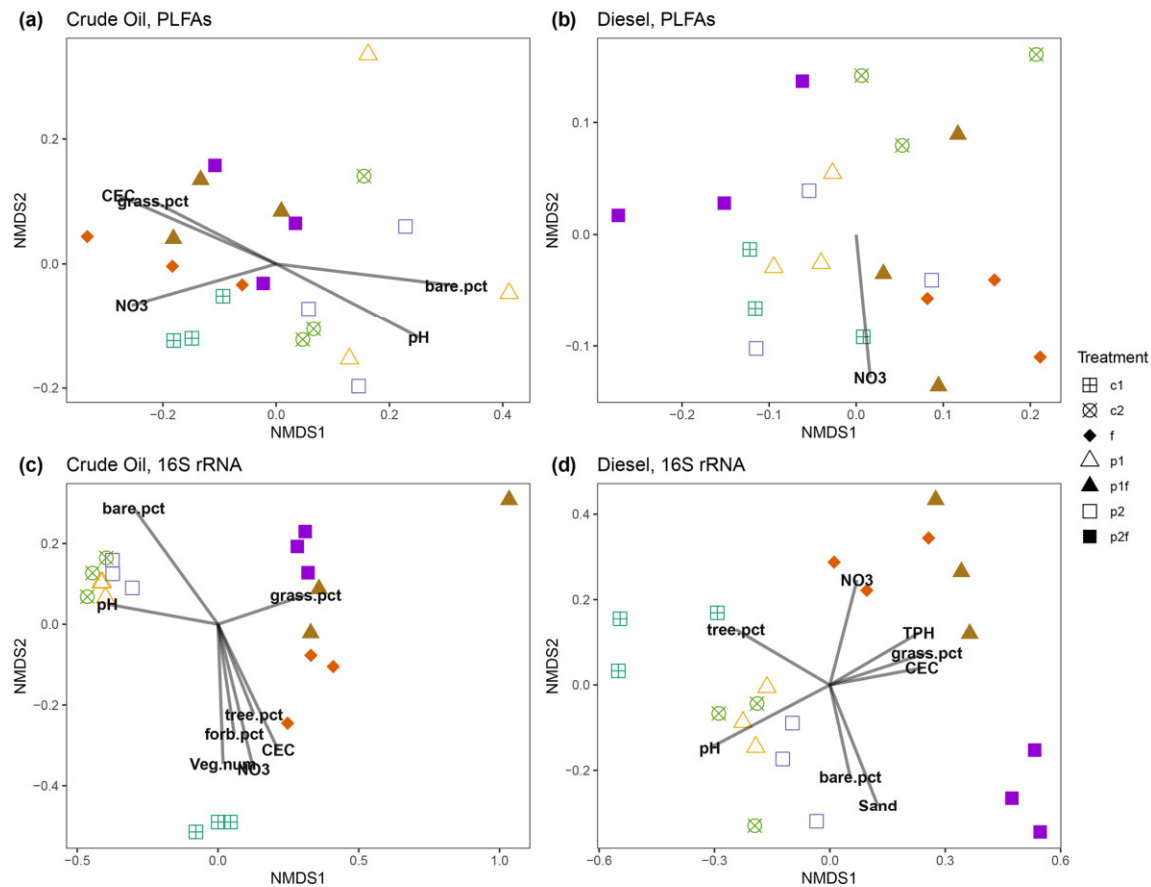 (a) Crude Oil, PLFAs
0.2
0.0
−0.2
NMDS2
CEC
grass.pct
NO3
bare.pct
pH
−0.2 0.0 0.2 0.4
NMDS1
(b) Diesel, PLFAs
0.1
0.0
−0.1
NMDS2
NO3
−0.2 −0.1 0.0 0.1 0.2
NMDS1
(c) Crude Oil, 16S rRNA
0.2
0.0
−0.2
−0.4
NMDS2
bare.pct
pH
grass.pct
tree.pct
forb.pct
CEC
Veg.num
NO3
−0.5 0.0 0.5 1.0
NMDS1
(d) Diesel, 16S rRNA
0.4
0.2
0.0
−0.2
NMDS2
NO3
tree.pct
TPH
grass.pct
CEC
pH
bare.pct
Sand
−0.6 −0.3 0.0 0.3 0.6
NMDS1
Treatment
c1
c2
f
p1
p1f
p2
p2f